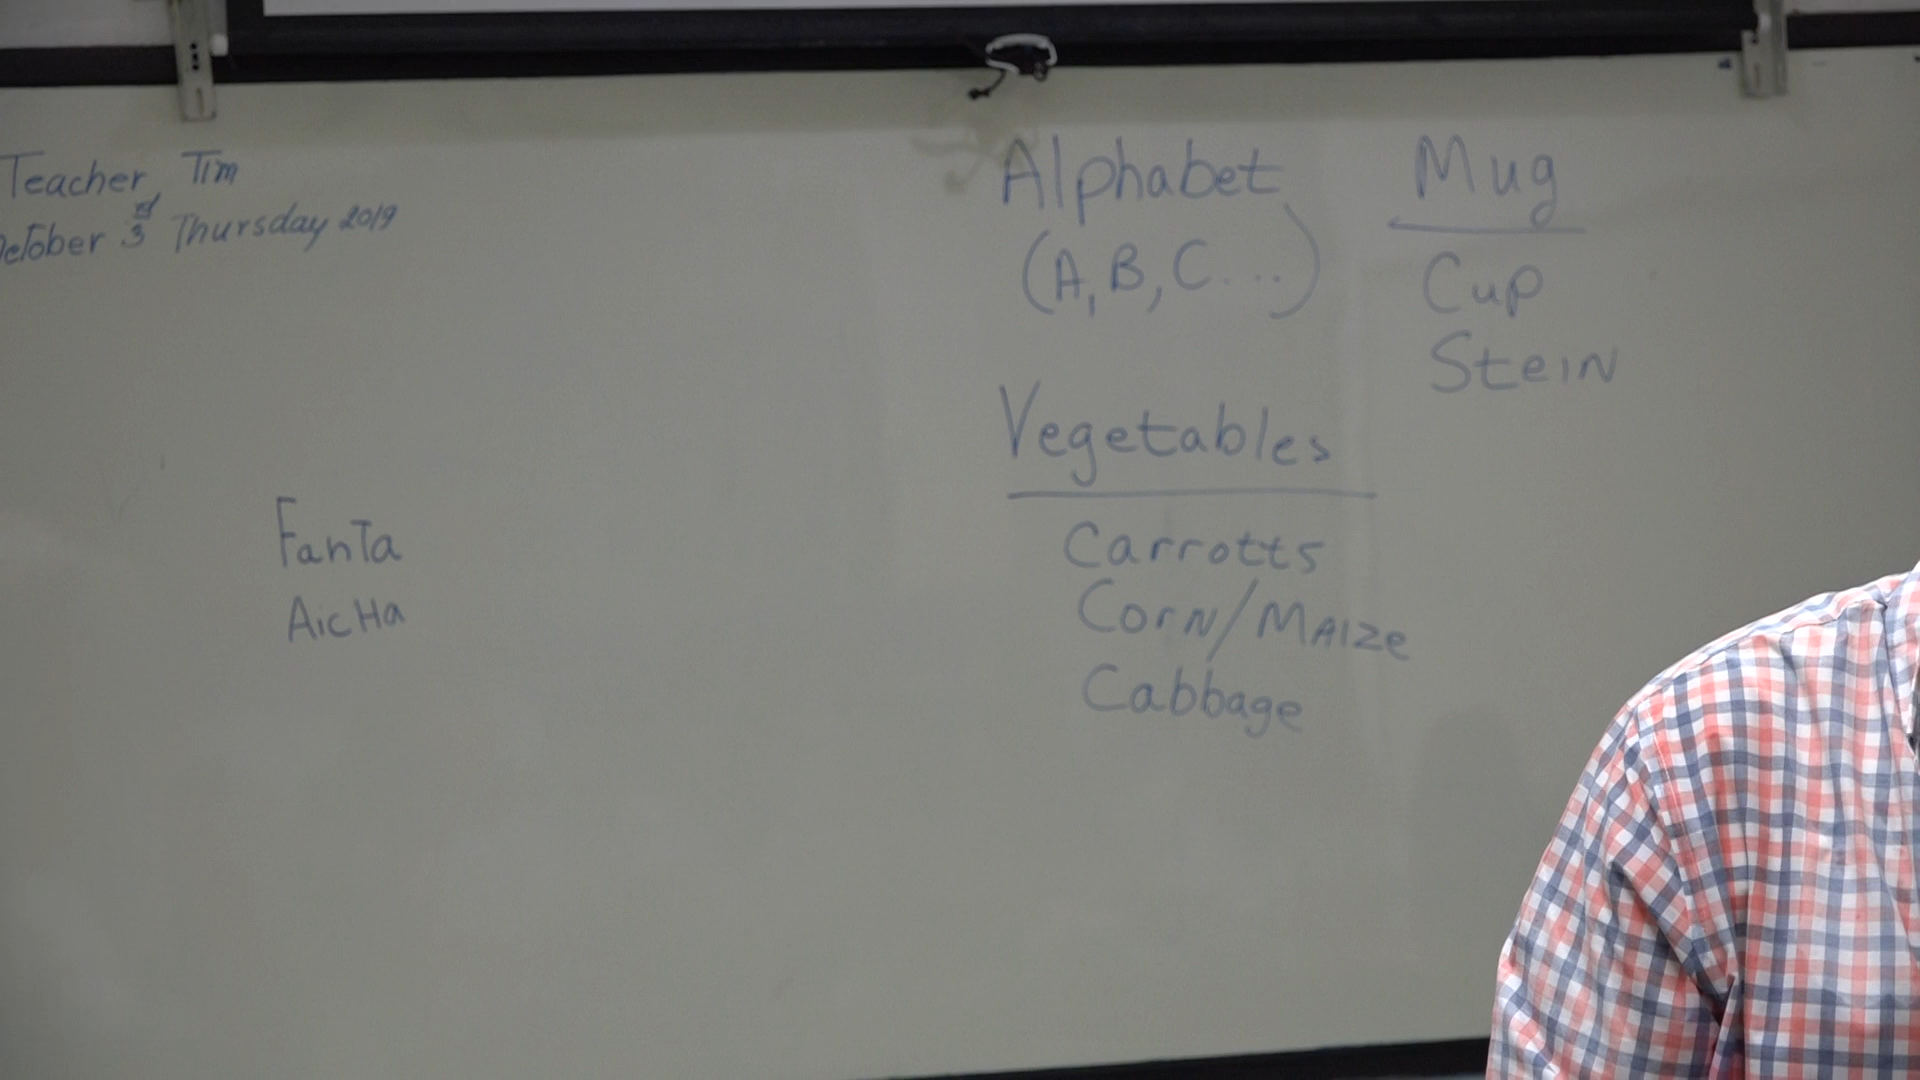 Teacher, Tim
October 3rd Thursday 2019
Fanta
AicHa
Alphabet
(A, B, C...)
Vegetables
Carrotts
Corn/Maize
Cabbage
Mug
Cup
Stein